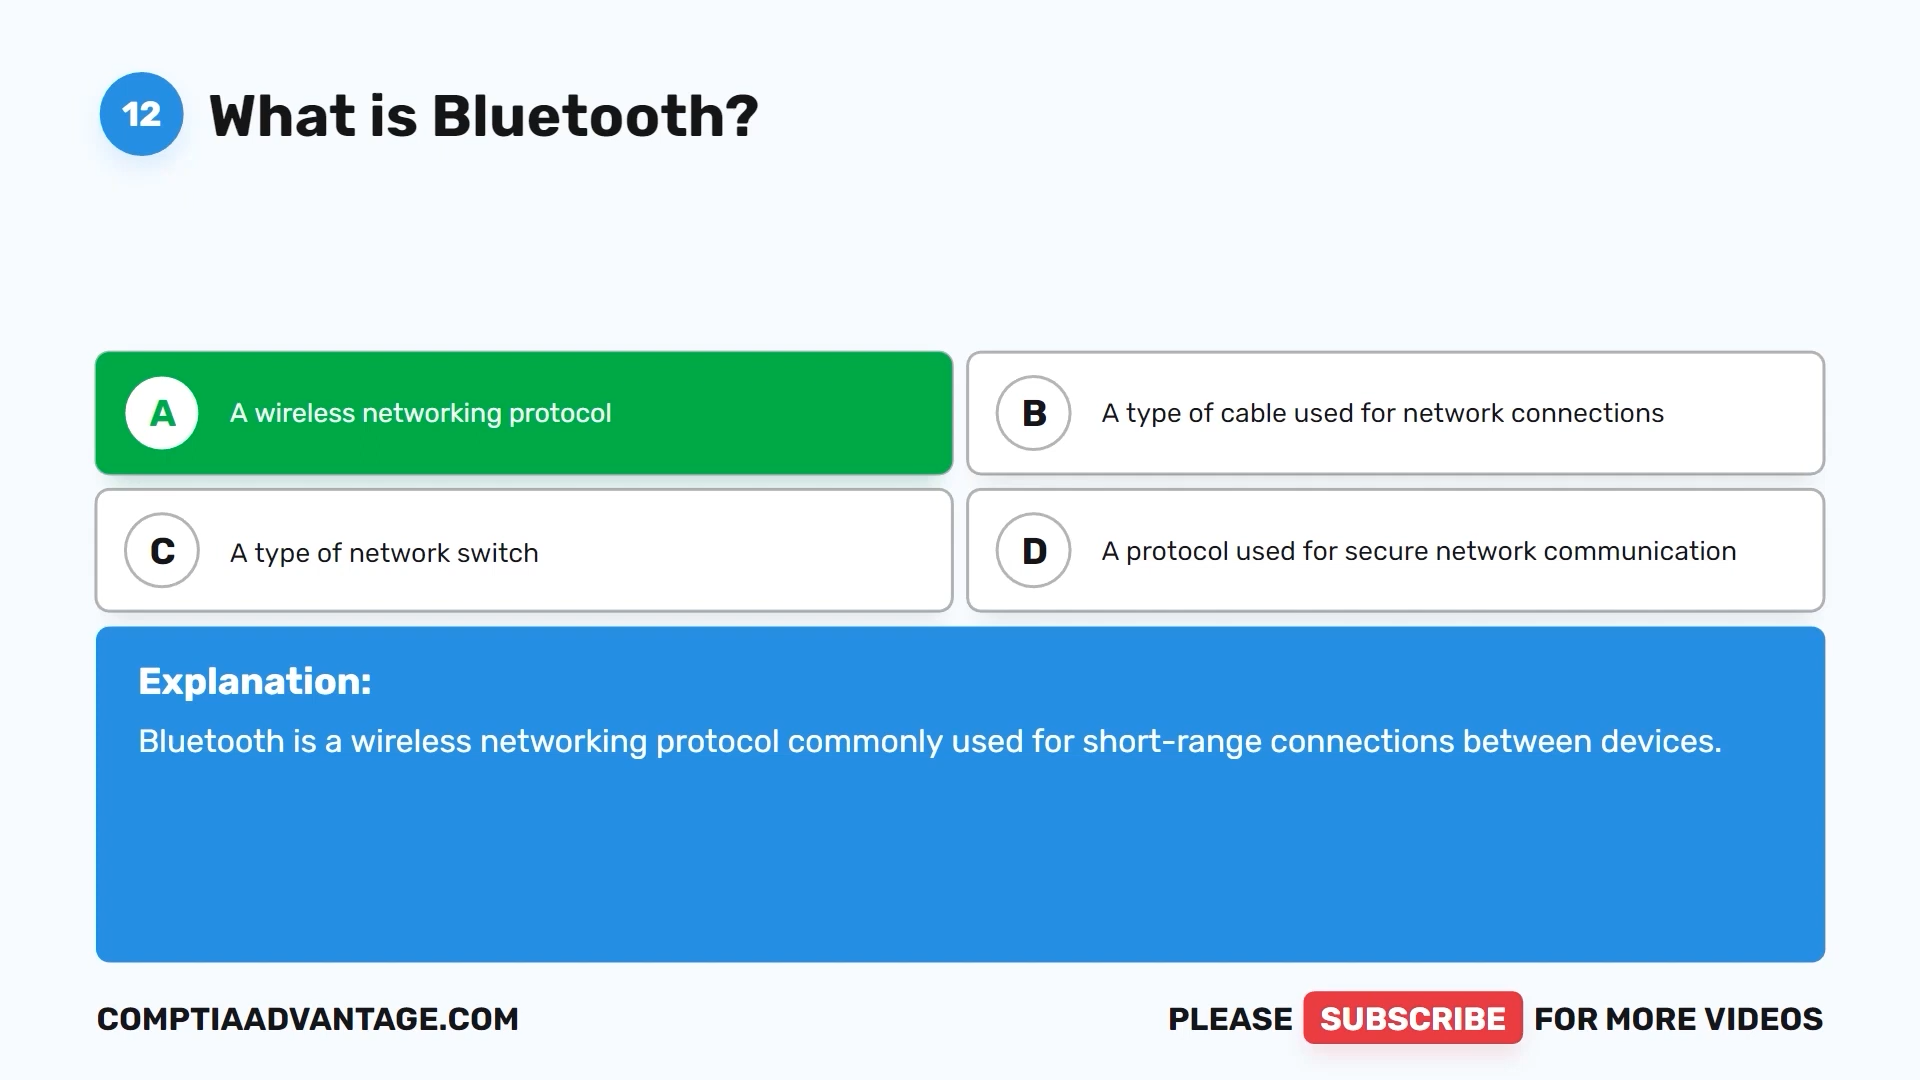 12 What is Bluetooth?
A A wireless networking protocol
B A type of cable used for network connections
C A type of network switch
D A protocol used for secure network communication
Explanation:
Bluetooth is a wireless networking protocol commonly used for short-range connections between devices.
COMPTIAADVANTAGE.COM
PLEASE SUBSCRIBE FOR MORE VIDEOS